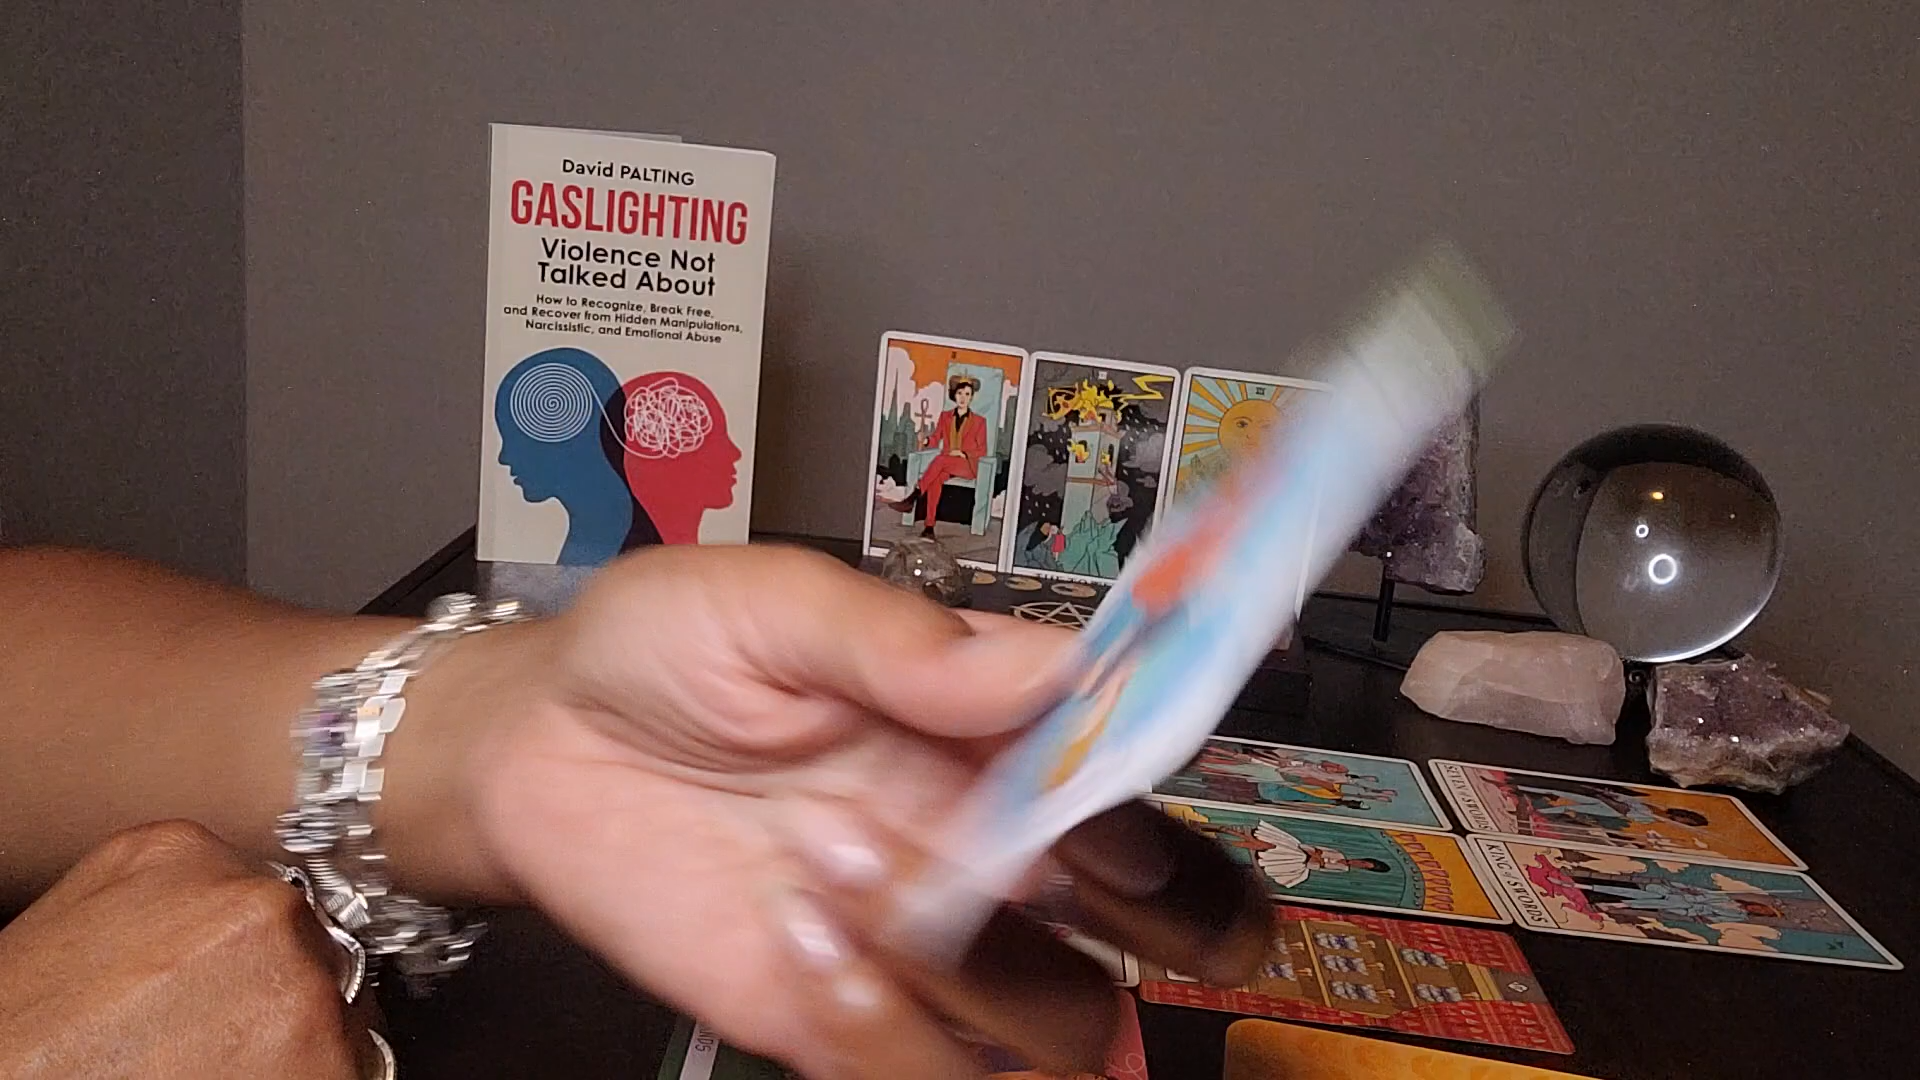 David PALTING
GASLIGHTING
Violence Not
Talked About
How to Recognize, Break Free,
and Recover from Hidden Manipulations,
Narcissistic, and Emotional Abuse
SEVEN of SWORDS
KING of SWORDS